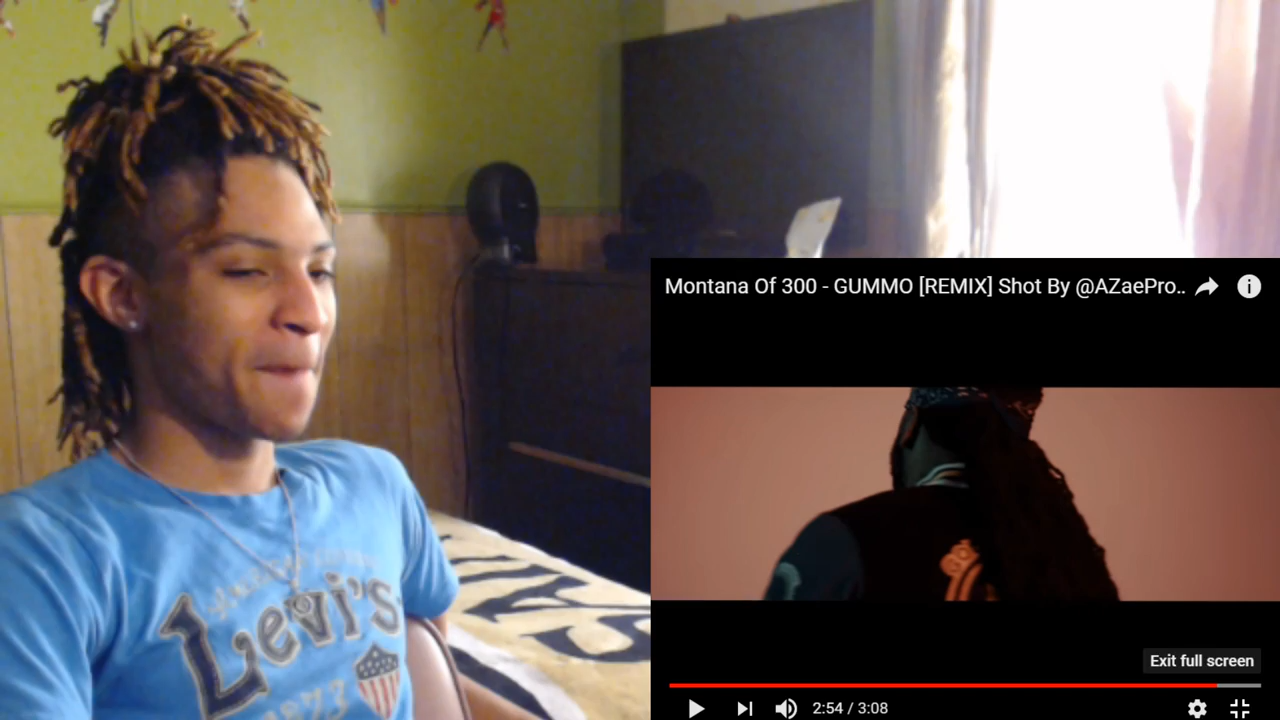 Montana Of 300 - GUMMO [REMIX] Shot By @AZaePro..
Levi's
Exit full screen
2:54 / 3:08